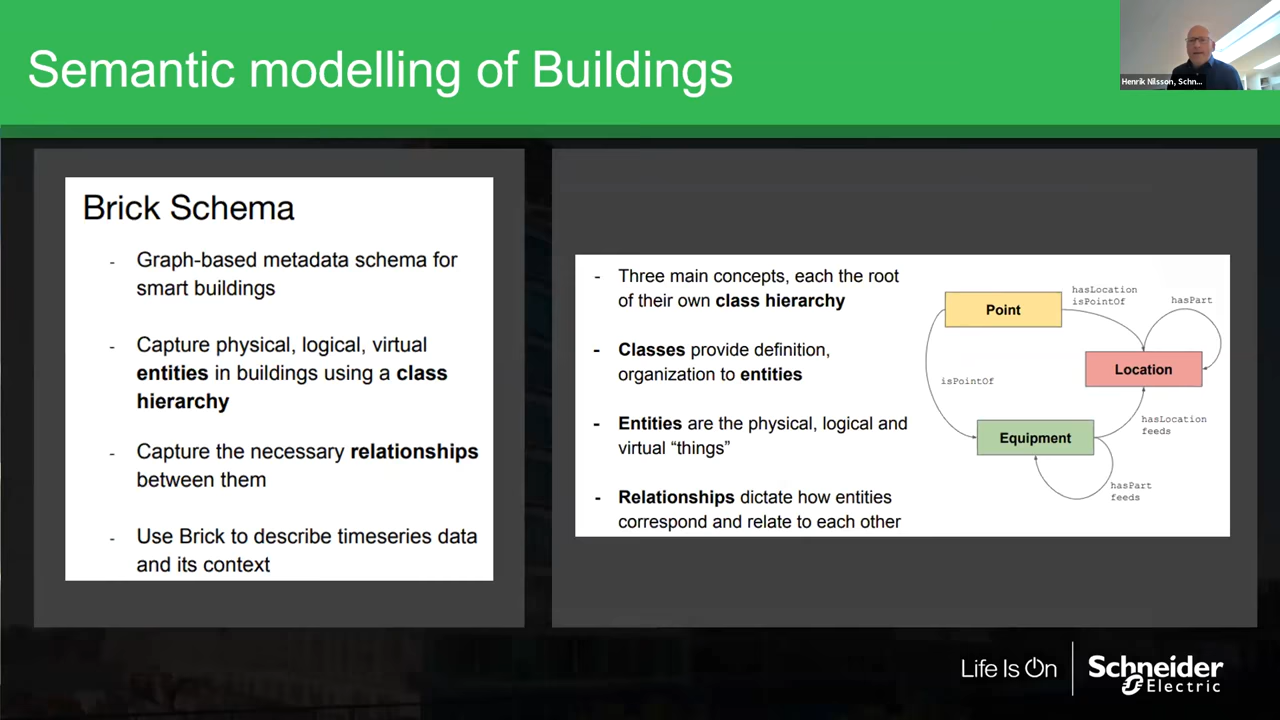 Semantic modelling of Buildings
Henrik Nilsson, Schn...
Brick Schema
- Graph-based metadata schema for
smart buildings
- Capture physical, logical, virtual
entities in buildings using a class
hierarchy
- Capture the necessary relationships
between them
- Use Brick to describe timeseries data
and its context
- Three main concepts, each the root
of their own class hierarchy
- Classes provide definition,
organization to entities
- Entities are the physical, logical and
virtual “things”
- Relationships dictate how entities
correspond and relate to each other
Point
hasLocation
isPointOf
hasPart
Location
isPointOf
Equipment
hasLocation
feeds
hasPart
feeds
Life Is On
Schneider
Electric